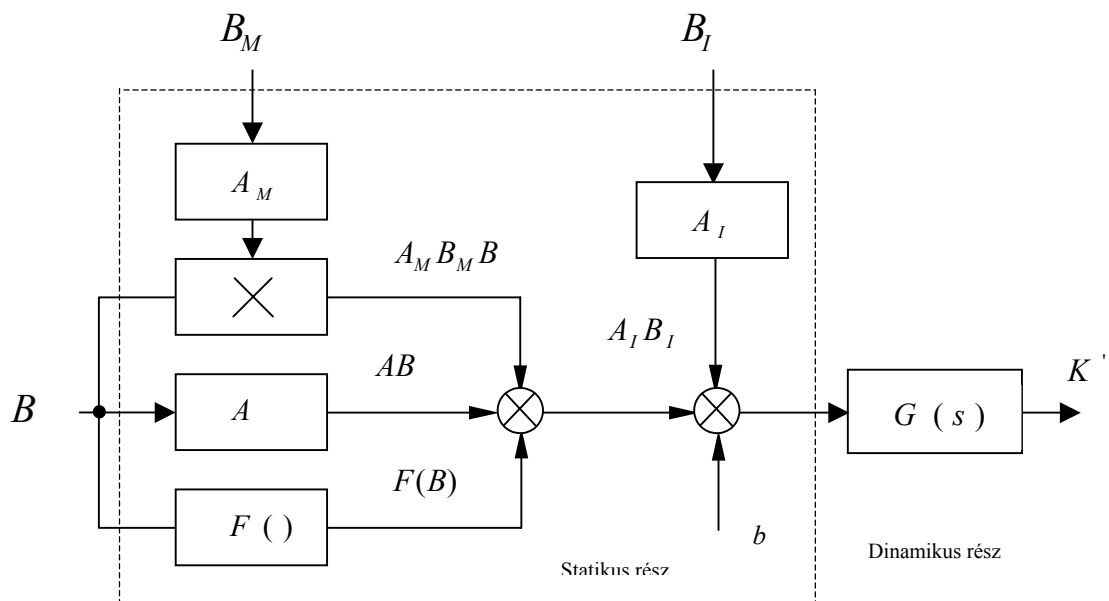 B_M
B_I
A_M
A_I
A_M B_M B
A_I B_I
AB
K'
B
A
G ( s )
F(B)
F ( )
b
Dinamikus rész
Statikus rész